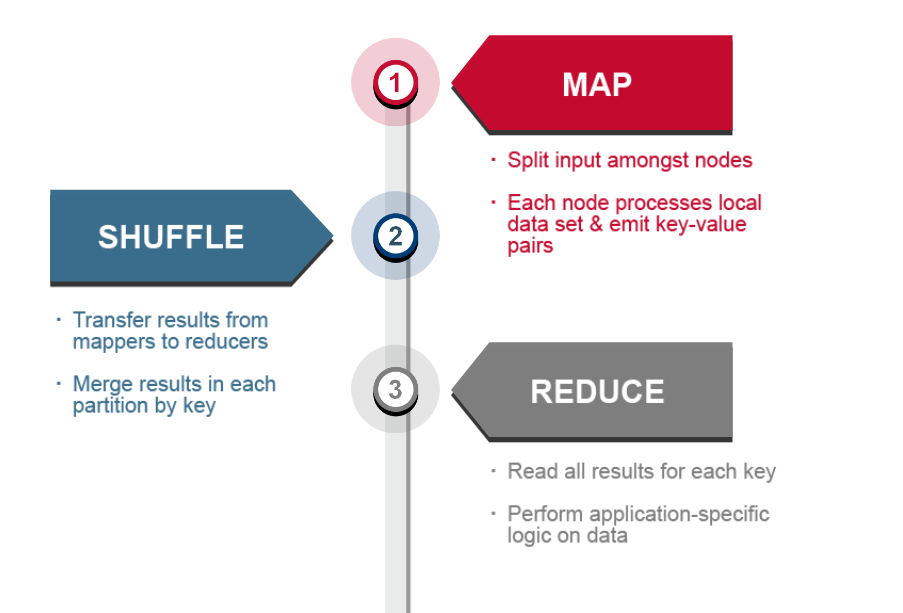 1
MAP
· Split input amongst nodes
· Each node processes local
data set & emit key-value
pairs
SHUFFLE
2
· Transfer results from
mappers to reducers
· Merge results in each
partition by key
3
REDUCE
· Read all results for each key
· Perform application-specific
logic on data